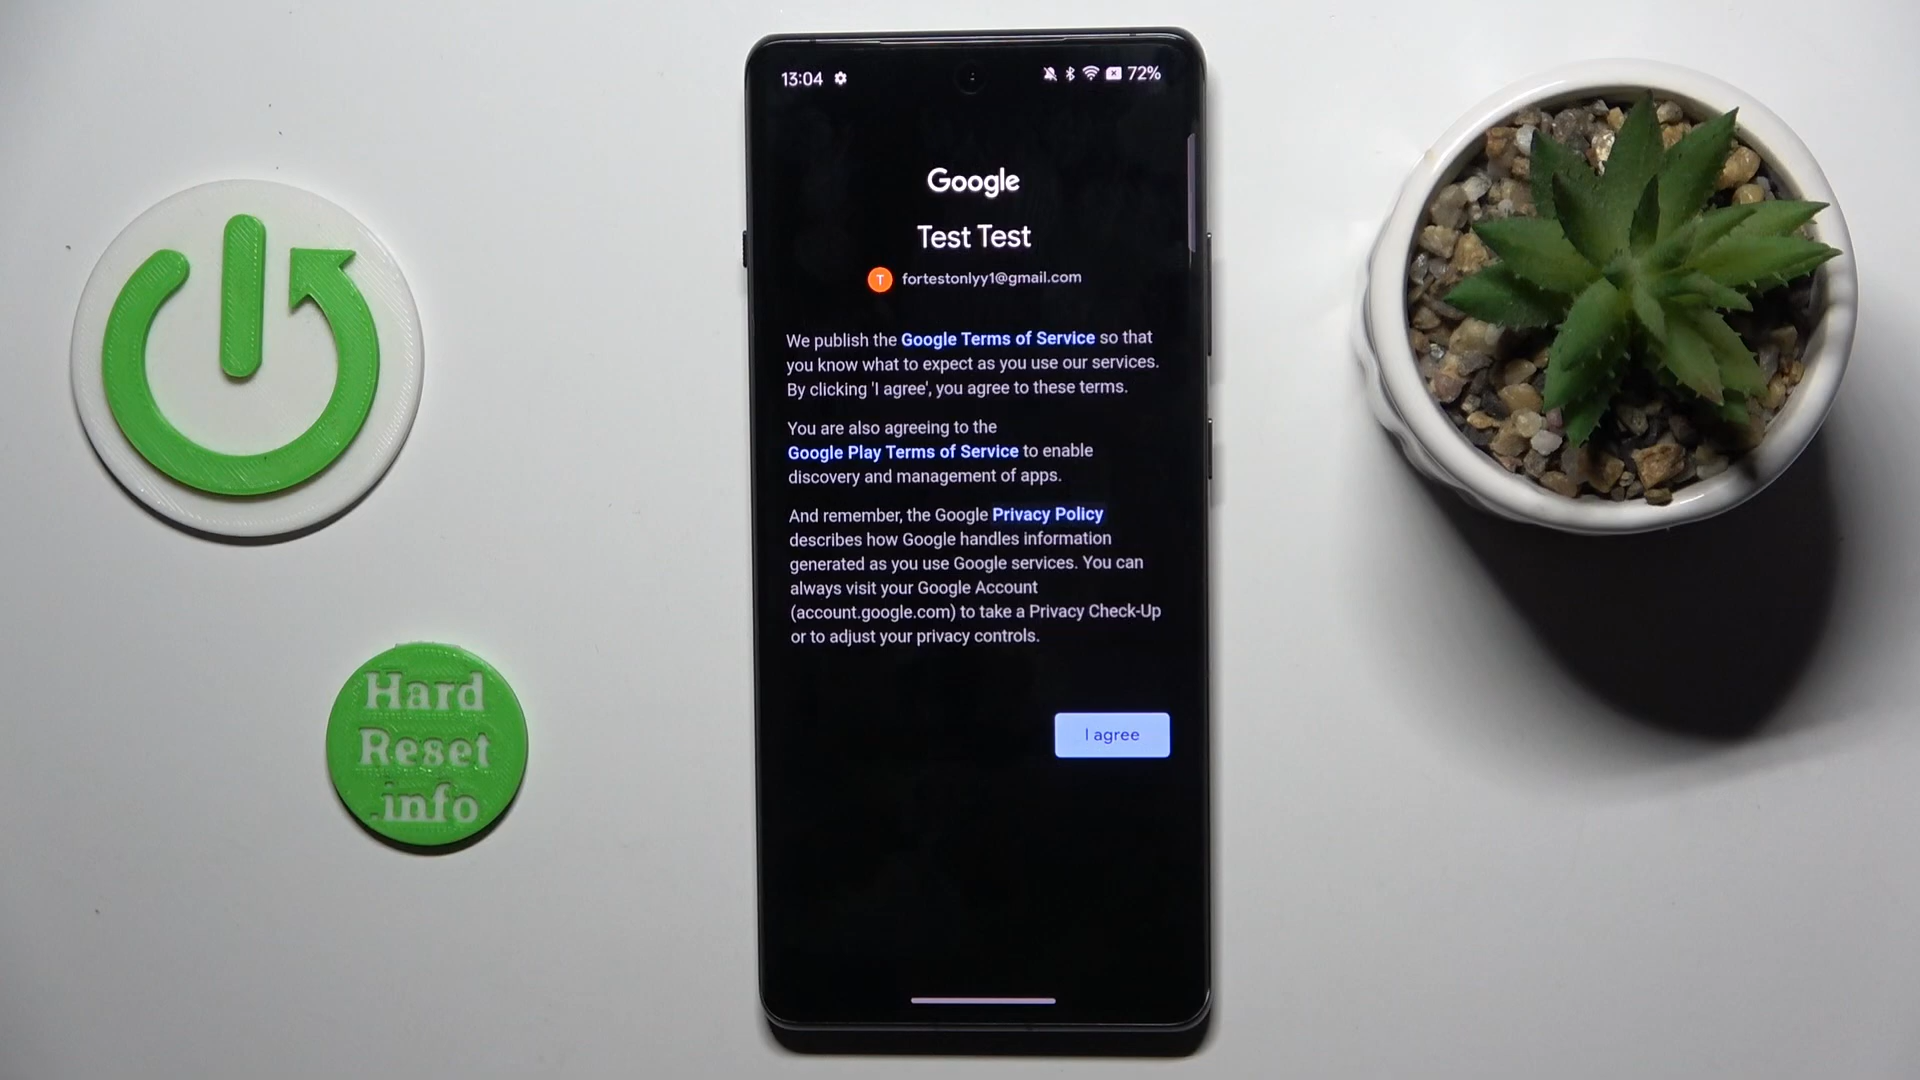 13:04
72%
Google
Test Test
T fortestonlyy1@gmail.com
We publish the Google Terms of Service so that
you know what to expect as you use our services.
By clicking 'I agree', you agree to these terms.
You are also agreeing to the
Google Play Terms of Service to enable
discovery and management of apps.
And remember, the Google Privacy Policy
describes how Google handles information
generated as you use Google services. You can
always visit your Google Account
(account.google.com) to take a Privacy Check-Up
or to adjust your privacy controls.
I agree
Hard
Reset
.info